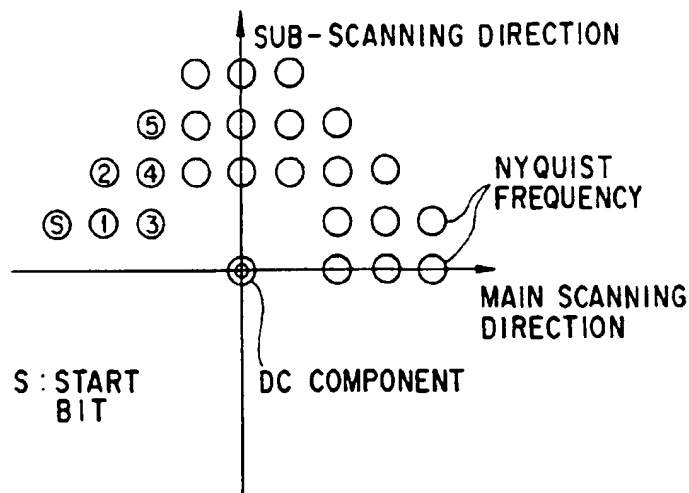 SUB-SCANNING DIRECTION
5
2 4
S 1 3
NYQUIST
FREQUENCY
MAIN SCANNING
DIRECTION
DC COMPONENT
S : START
BIT